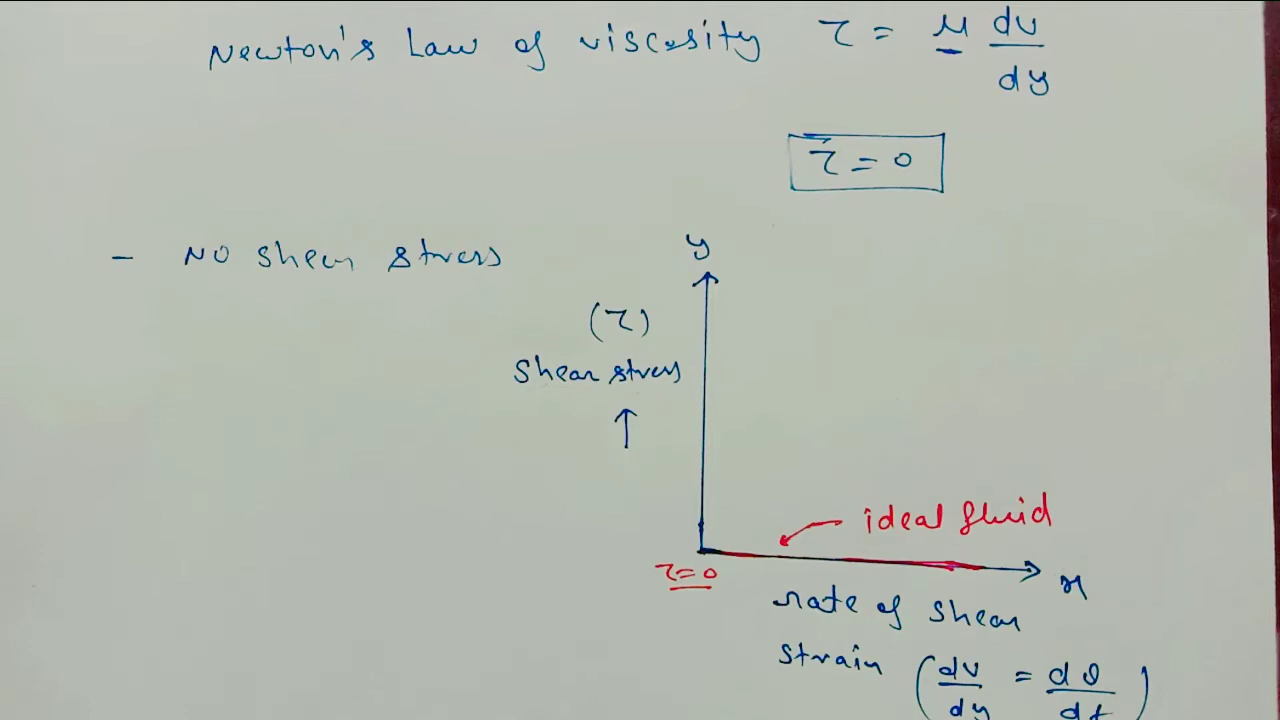 Newton's Law of viscosity τ = μ dv/dy
τ = 0
- No shear stress
y
(τ)
Shear stress
↑
ideal fluid
τ=0
x
rate of shear
strain (dv/dy = dθ/dt)